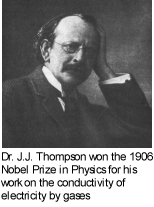 Dr. J.J. Thompson won the 1906
Nobel Prize in Physics for his
work on the conductivity of
electricity by gases